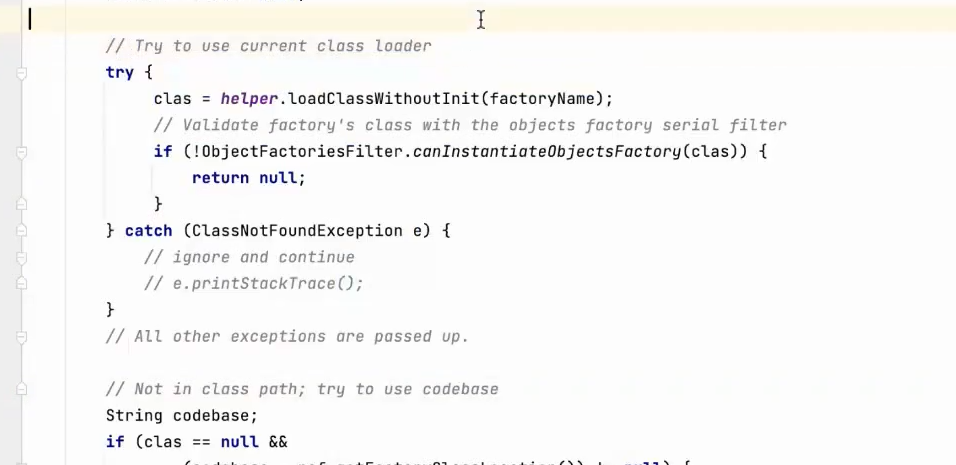 // Try to use current class loader
try {
clas = helper.loadClassWithoutInit(factoryName);
// Validate factory's class with the objects factory serial filter
if (!ObjectFactoriesFilter.canInstantiateObjectsFactory(clas)) {
return null;
}
} catch (ClassNotFoundException e) {
// ignore and continue
// e.printStackTrace();
}
// All other exceptions are passed up.
// Not in class path; try to use codebase
String codebase;
if (clas == null &&